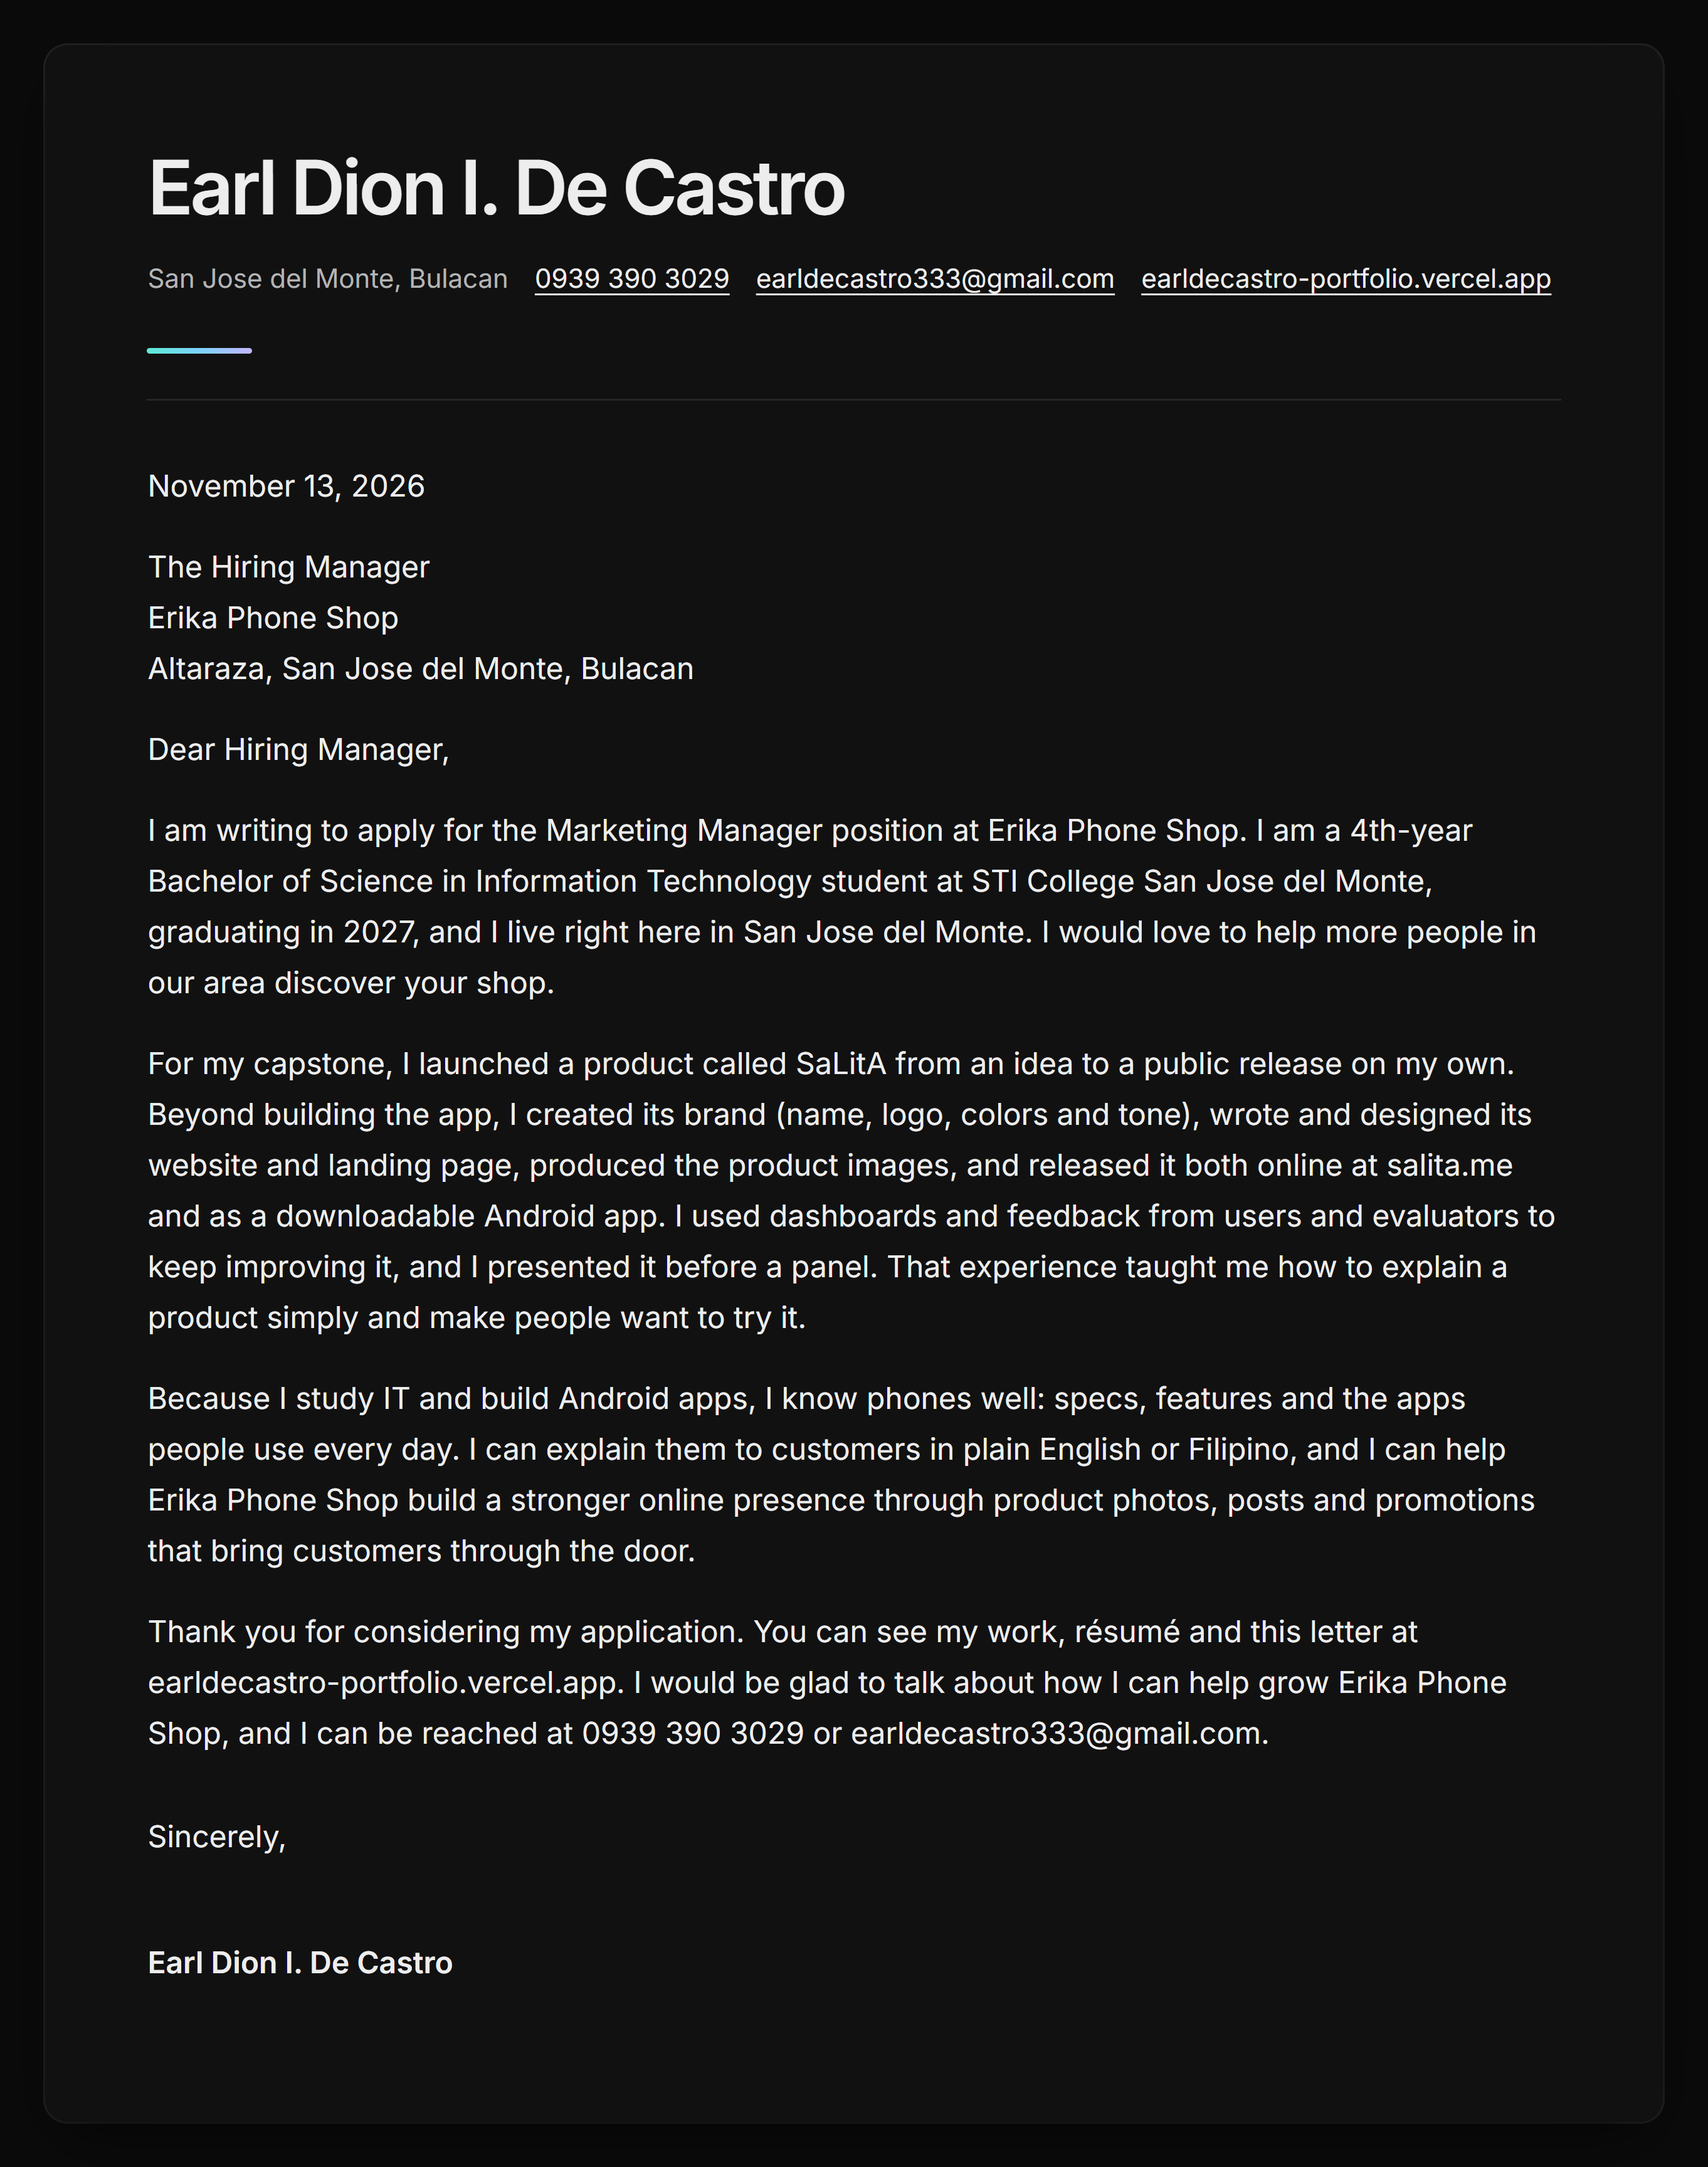 Earl Dion I. De Castro
San Jose del Monte, Bulacan 0939 390 3029 earldecastro333@gmail.com earldecastro-portfolio.vercel.app
November 13, 2026
The Hiring Manager
Erika Phone Shop
Altaraza, San Jose del Monte, Bulacan
Dear Hiring Manager,
I am writing to apply for the Marketing Manager position at Erika Phone Shop. I am a 4th-year
Bachelor of Science in Information Technology student at STI College San Jose del Monte,
graduating in 2027, and I live right here in San Jose del Monte. I would love to help more people in
our area discover your shop.
For my capstone, I launched a product called SaLitA from an idea to a public release on my own.
Beyond building the app, I created its brand (name, logo, colors and tone), wrote and designed its
website and landing page, produced the product images, and released it both online at salita.me
and as a downloadable Android app. I used dashboards and feedback from users and evaluators to
keep improving it, and I presented it before a panel. That experience taught me how to explain a
product simply and make people want to try it.
Because I study IT and build Android apps, I know phones well: specs, features and the apps
people use every day. I can explain them to customers in plain English or Filipino, and I can help
Erika Phone Shop build a stronger online presence through product photos, posts and promotions
that bring customers through the door.
Thank you for considering my application. You can see my work, résumé and this letter at
earldecastro-portfolio.vercel.app. I would be glad to talk about how I can help grow Erika Phone
Shop, and I can be reached at 0939 390 3029 or earldecastro333@gmail.com.
Sincerely,
Earl Dion I. De Castro